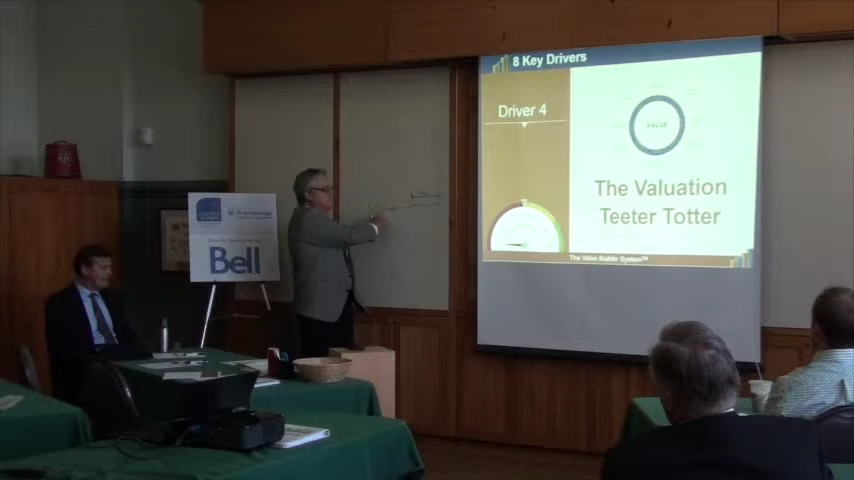 8 Key Drivers
Driver 4
VALUE
The Valuation
Teeter Totter
The Value Builder System™
Bell